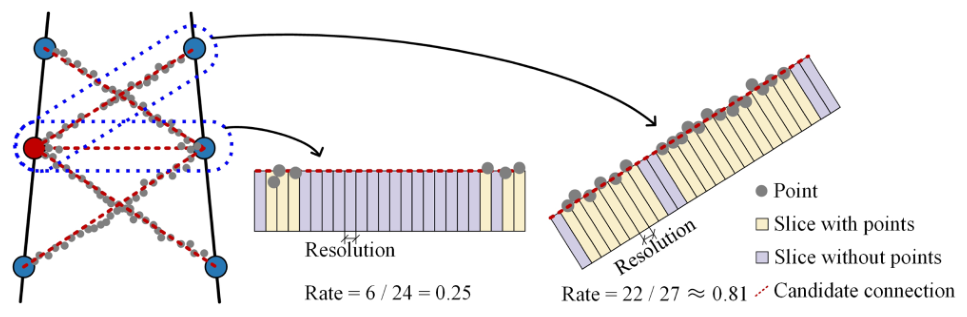 Resolution
Rate = 6 / 24 = 0.25
Resolution
Rate = 22 / 27 ≈ 0.81
Point
Slice with points
Slice without points
Candidate connection